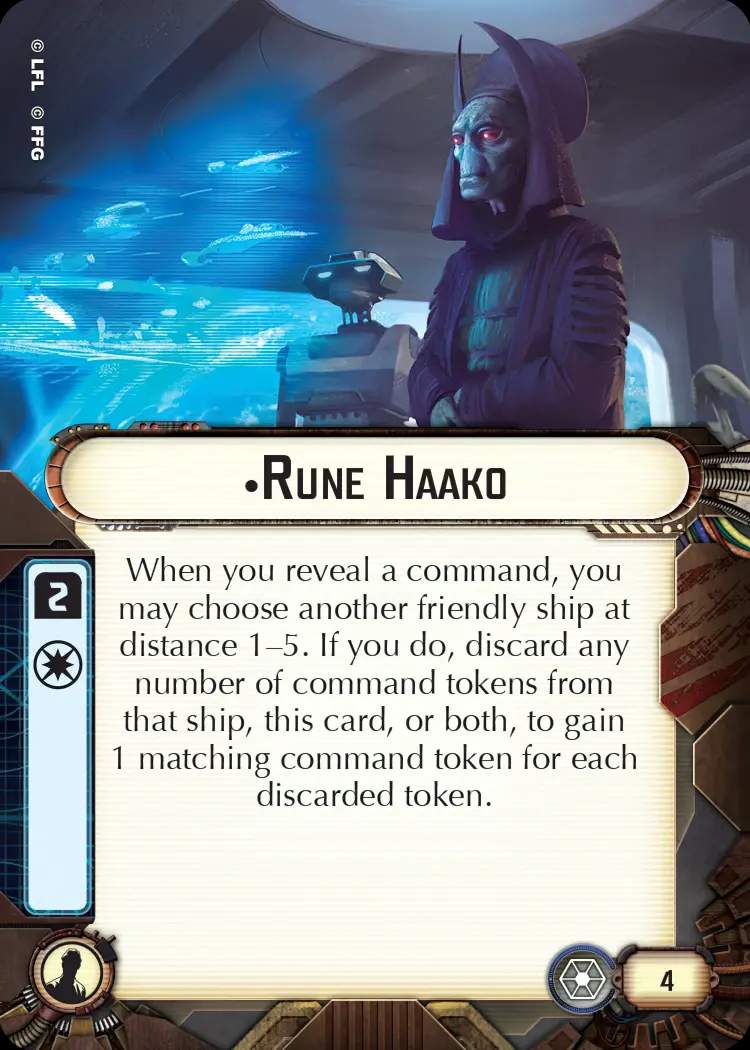 © LFL © FFG
•Rune Haako
2
When you reveal a command, you
may choose another friendly ship at
distance 1–5. If you do, discard any
number of command tokens from
that ship, this card, or both, to gain
1 matching command token for each
discarded token.
4